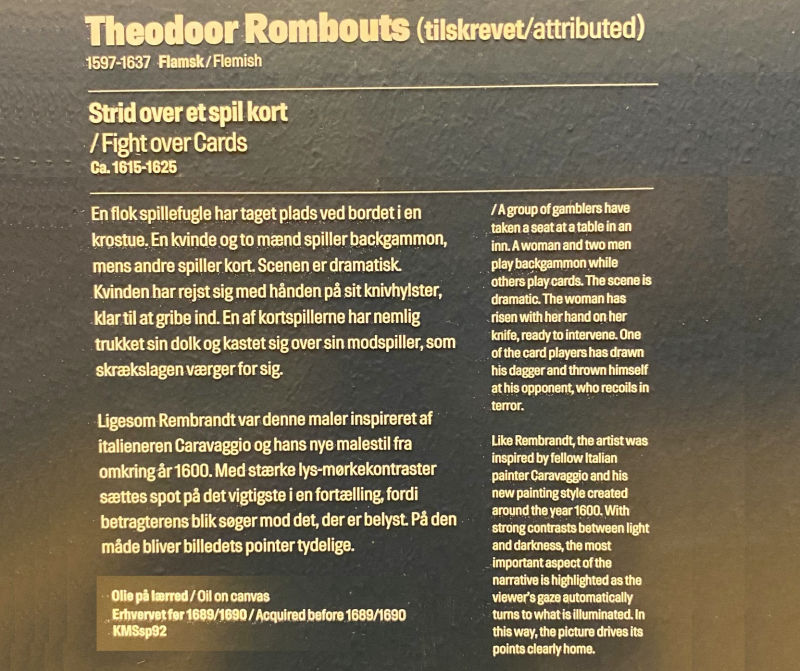 Theodoor Rombouts (tilskrevet/attributed)
1597-1637 Flamsk / Flemish
Strid over et spil kort
/ Fight over Cards
Ca. 1615-1625
En flok spillefugle har taget plads ved bordet i en
krostue. En kvinde og to mænd spiller backgammon,
mens andre spiller kort. Scenen er dramatisk.
Kvinden har rejst sig med hånden på sit knivhylster,
klar til at gribe ind. En af kortspillerne har nemlig
trukket sin dolk og kastet sig over sin modspiller, som
skrækslagen værger for sig.
Ligesom Rembrandt var denne maler inspireret af
italieneren Caravaggio og hans nye malestil fra
omkring år 1600. Med stærke lys-mørkekontraster
sættes spot på det vigtigste i en fortælling, fordi
betragterens blik søger mod det, der er belyst. På den
måde bliver billedets pointer tydelige.
/ A group of gamblers have
taken a seat at a table in an
inn. A woman and two men
play backgammon while
others play cards. The scene is
dramatic. The woman has
risen with her hand on her
knife, ready to intervene. One
of the card players has drawn
his dagger and thrown himself
at his opponent, who recoils in
terror.
Like Rembrandt, the artist was
inspired by fellow Italian
painter Caravaggio and his
new painting style created
around the year 1600. With
strong contrasts between light
and darkness, the most
important aspect of the
narrative is highlighted as the
viewer's gaze automatically
turns to what is illuminated. In
this way, the picture drives its
points clearly home.
Olie på lærred / Oil on canvas
Erhvervet før 1689/1690 / Acquired before 1689/1690
KMSsp92